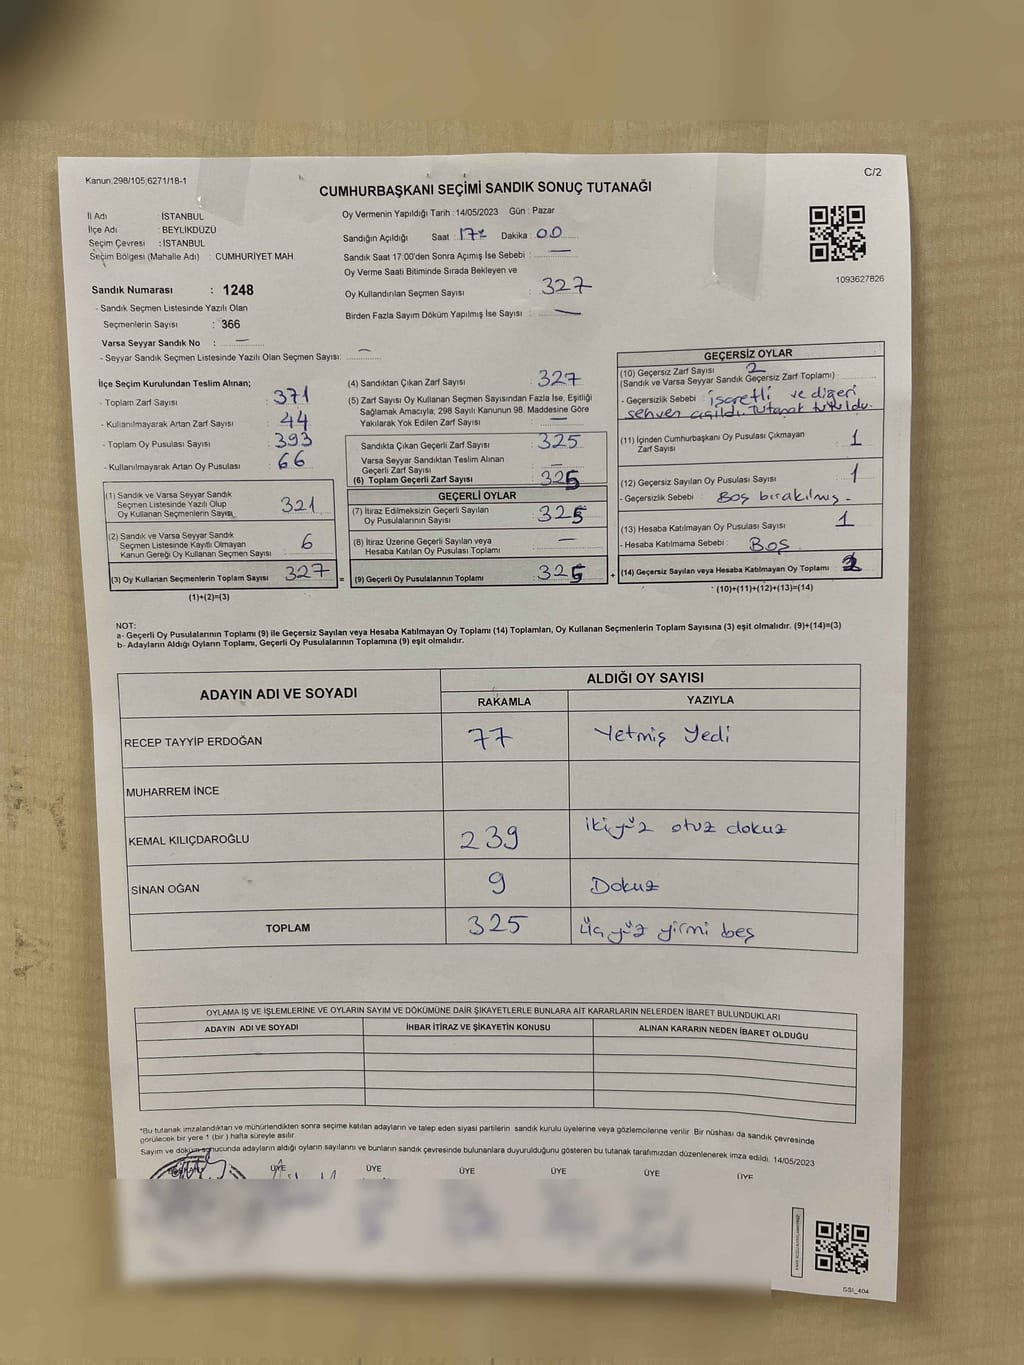 Kanun:298/105;6271/18-1
C/2
CUMHURBAŞKANI SEÇİMİ SANDIK SONUÇ TUTANAĞI
İl Adı : İSTANBUL
İlçe Adı : BEYLİKDÜZÜ
Seçim Çevresi : İSTANBUL
Seçim Bölgesi (Mahalle Adı) : CUMHURİYET MAH.
Sandık Numarası : 1248
- Sandık Seçmen Listesinde Yazılı Olan
Seçmenlerin Sayısı : 366
Varsa Seyyar Sandık No : —
- Seyyar Sandık Seçmen Listesinde Yazılı Olan Seçmen Sayısı: —
Oy Vermenin Yapıldığı Tarih : 14/05/2023 Gün : Pazar
Sandığın Açıldığı Saat : 17 Dakika : 00
Sandık Saat 17:00'den Sonra Açımış İse Sebebi : —
Oy Verme Saati Bitiminde Sırada Bekleyen ve
Oy Kullandırılan Seçmen Sayısı : 327
Birden Fazla Sayım Döküm Yapılmış İse Sayısı : —
1093627826
İlçe Seçim Kurulundan Teslim Alınan;
- Toplam Zarf Sayısı : 371
- Kullanılmayarak Artan Zarf Sayısı : 44
- Toplam Oy Pusulası Sayısı : 393
- Kullanılmayarak Artan Oy Pusulası : 66
(1) Sandık ve Varsa Seyyar Sandık
Seçmen Listesinde Yazılı Olup
Oy Kullanan Seçmenlerin Sayısı 321
(2) Sandık ve Varsa Seyyar Sandık
Seçmen Listesinde Kayıtlı Olmayan
Kanun Gereği Oy Kullanan Seçmen Sayısı 6
(3) Oy Kullanan Seçmenlerin Toplam Sayısı 327
(1)+(2)=(3)
(4) Sandıktan Çıkan Zarf Sayısı : 327
(5) Zarf Sayısı Oy Kullanan Seçmen Sayısından Fazla İse, Eşitliği
Sağlamak Amacıyla; 298 Sayılı Kanunun 98. Maddesine Göre
Yakılarak Yok Edilen Zarf Sayısı : —
Sandıkta Çıkan Geçerli Zarf Sayısı : 325
Varsa Seyyar Sandıktan Teslim Alınan
Geçerli Zarf Sayısı : —
(6) Toplam Geçerli Zarf Sayısı : 325
GEÇERLİ OYLAR
(7) İtiraz Edilmeksizin Geçerli Sayılan
Oy Pusulalarının Sayısı : 325
(8) İtiraz Üzerine Geçerli Sayılan veya
Hesaba Katılan Oy Pusulası Toplamı : —
= (9) Geçerli Oy Pusulalarının Toplamı : 325 +
GEÇERSİZ OYLAR
(10) Geçersiz Zarf Sayısı : 2
(Sandık ve Varsa Seyyar Sandık Geçersiz Zarf Toplamı)
- Geçersizlik Sebebi : işaretli ve diğeri
sehven açıldı. Tutanak tutuldu.
(11) İçinden Cumhurbaşkanı Oy Pusulası Çıkmayan
Zarf Sayısı : 1
(12) Geçersiz Sayılan Oy Pusulası Sayısı : 1
- Geçersizlik Sebebi : Boş bırakılmış -
(13) Hesaba Katılmayan Oy Pusulası Sayısı : 1
- Hesaba Katılmama Sebebi : Boş
(14) Geçersiz Sayılan veya Hesaba Katılmayan Oy Toplamı :
(10)+(11)+(12)+(13)=(14)
NOT:
a- Geçerli Oy Pusulalarının Toplamı (9) ile Geçersiz Sayılan veya Hesaba Katılmayan Oy Toplamı (14) Toplamları, Oy Kullanan Seçmenlerin Toplam Sayısına (3) eşit olmalıdır. (9)+(14)=(3)
b- Adayların Aldığı Oyların Toplamı, Geçerli Oy Pusulalarının Toplamına (9) eşit olmalıdır.
ADAYIN ADI VE SOYADI
ALDIĞI OY SAYISI
RAKAMLA YAZIYLA
RECEP TAYYİP ERDOĞAN 77 Yetmiş Yedi
MUHARREM İNCE
KEMAL KILIÇDAROĞLU 239 ikiyüz otuz dokuz
SİNAN OĞAN 9 Dokuz
TOPLAM 325 üçyüz yirmi beş
OYLAMA İŞ VE İŞLEMLERİNE VE OYLARIN SAYIM VE DÖKÜMÜNE DAİR ŞİKAYETLERLE BUNLARA AİT KARARLARIN NELERDEN İBARET BULUNDUKLARI
ADAYIN ADI VE SOYADI İHBAR İTİRAZ VE ŞİKAYETİN KONUSU ALINAN KARARIN NEDEN İBARET OLDUĞU
*Bu tutanak imzalandıktan ve mühürlendikten sonra seçime katılan adayların ve talep eden siyasi partilerin sandık kurulu üyelerine veya gözlemcilerine verilir. Bir nüshası da sandık çevresinde
görülecek bir yere 1 (bir) hafta süreyle asılır.
Sayım ve döküm sonucunda adayların aldığı oyların sayılarını ve bunların sandık çevresinde bulunanlara duyurulduğunu gösteren bu tutanak tarafımızdan düzenlenerek imza edildi. 14/05/2023
ÜYE ÜYE ÜYE ÜYE ÜYE ÜYE
SSI_404